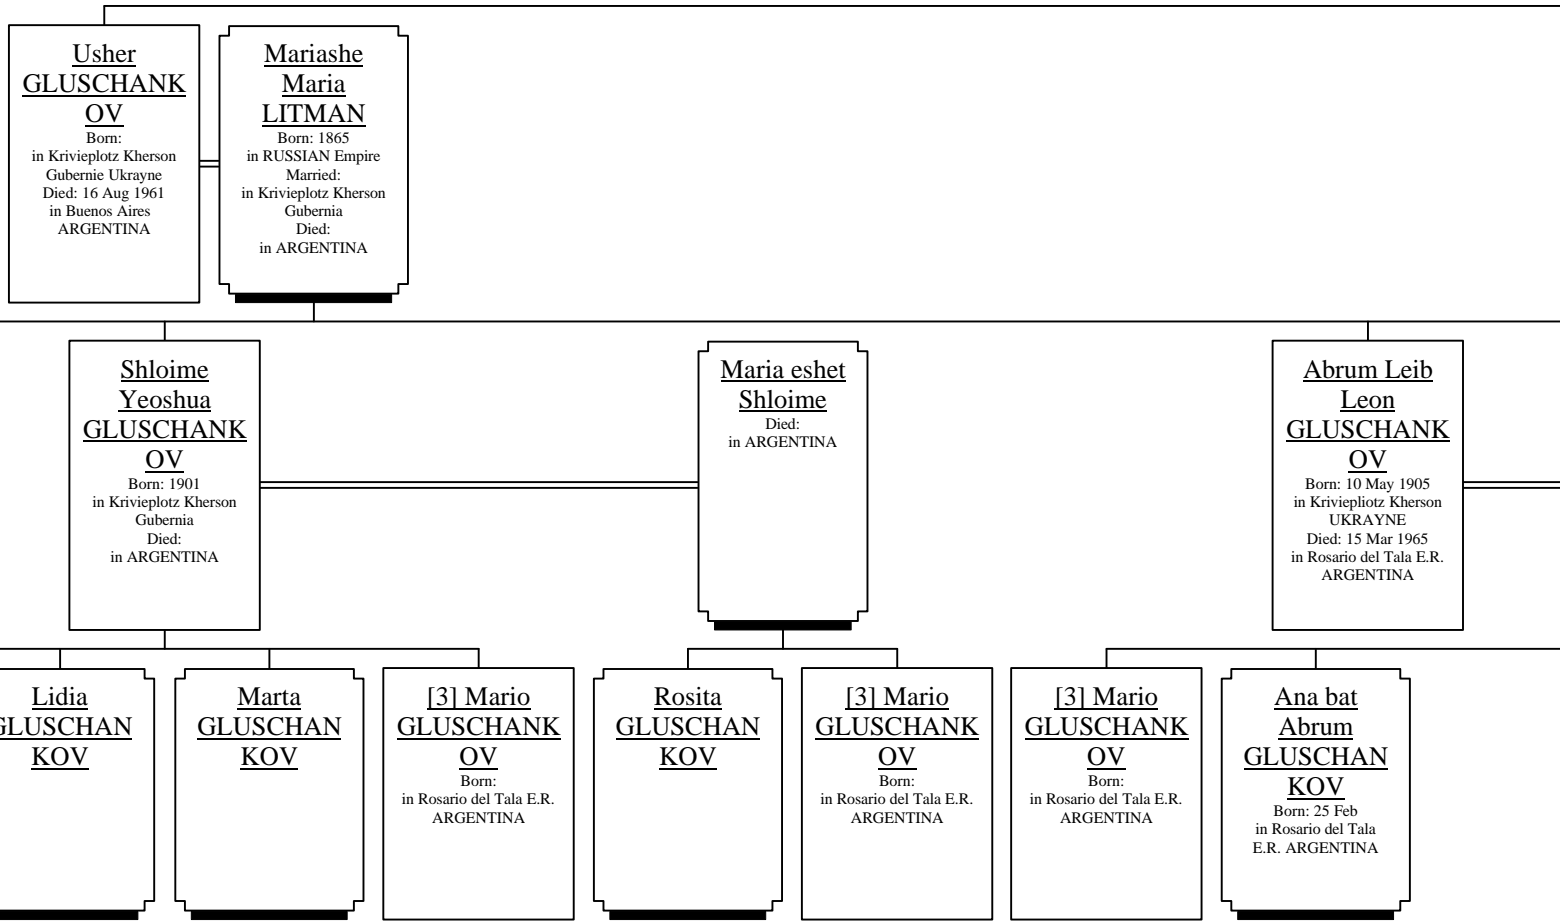 Usher
GLUSCHANK
OV
Born:
in Krivieplotz Kherson
Gubernie Ukrayne
Died: 16 Aug 1961
in Buenos Aires
ARGENTINA
Mariashe
Maria
LITMAN
Born: 1865
in RUSSIAN Empire
Married:
in Krivieplotz Kherson
Gubernia
Died:
in ARGENTINA
Shloime
Yeoshua
GLUSCHANK
OV
Born: 1901
in Krivieplotz Kherson
Gubernia
Died:
in ARGENTINA
Maria eshet
Shloime
Died:
in ARGENTINA
Abrum Leib
Leon
GLUSCHANK
OV
Born: 10 May 1905
in Kriviepliotz Kherson
UKRAYNE
Died: 15 Mar 1965
in Rosario del Tala E.R.
ARGENTINA
Lidia
GLUSCHAN
KOV
Marta
GLUSCHAN
KOV
[3] Mario
GLUSCHANK
OV
Born:
in Rosario del Tala E.R.
ARGENTINA
Rosita
GLUSCHAN
KOV
[3] Mario
GLUSCHANK
OV
Born:
in Rosario del Tala E.R.
ARGENTINA
[3] Mario
GLUSCHANK
OV
Born:
in Rosario del Tala E.R.
ARGENTINA
Ana bat
Abrum
GLUSCHAN
KOV
Born: 25 Feb
in Rosario del Tala
E.R. ARGENTINA